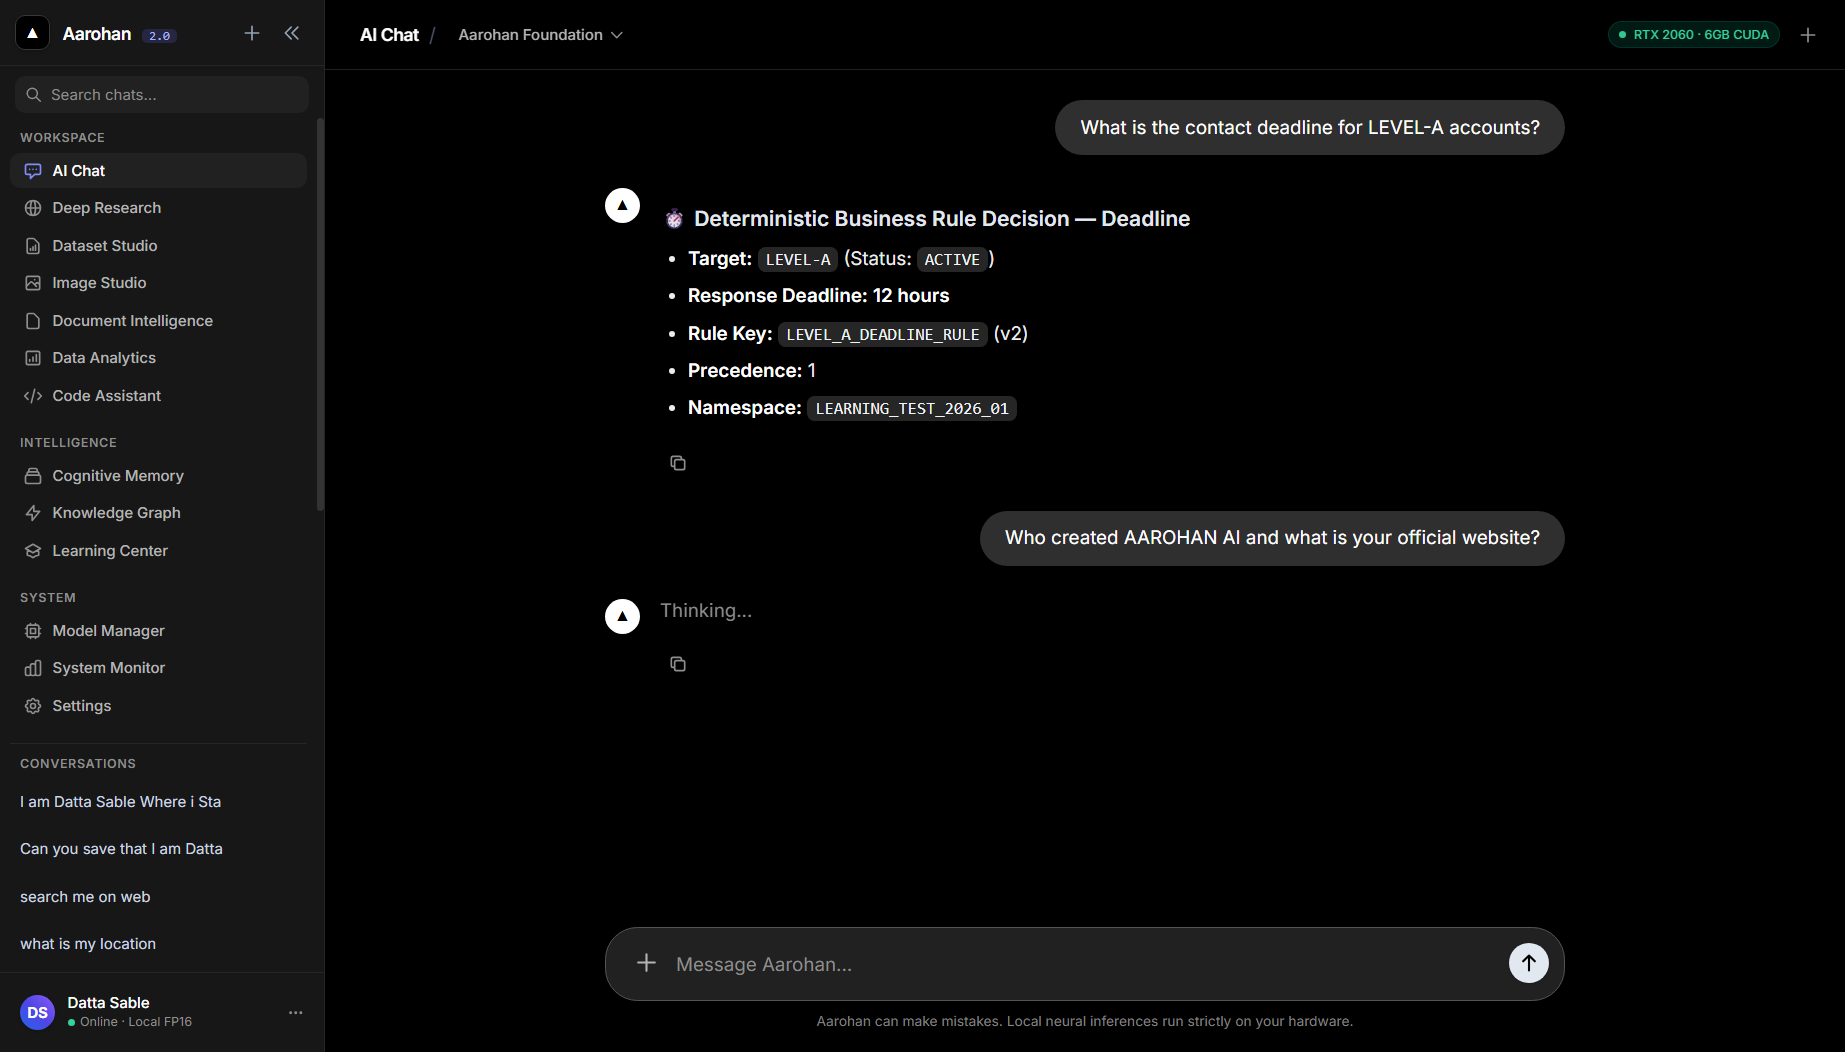 Aarohan 2.0
Search chats...
WORKSPACE
AI Chat
Deep Research
Dataset Studio
Image Studio
Document Intelligence
Data Analytics
Code Assistant
INTELLIGENCE
Cognitive Memory
Knowledge Graph
Learning Center
SYSTEM
Model Manager
System Monitor
Settings
CONVERSATIONS
I am Datta Sable Where i Sta
Can you save that I am Datta
search me on web
what is my location
DS
Datta Sable
Online · Local FP16
AI Chat / Aarohan Foundation
RTX 2060 · 6GB CUDA
What is the contact deadline for LEVEL-A accounts?
Deterministic Business Rule Decision — Deadline
• Target: LEVEL-A (Status: ACTIVE)
• Response Deadline: 12 hours
• Rule Key: LEVEL_A_DEADLINE_RULE (v2)
• Precedence: 1
• Namespace: LEARNING_TEST_2026_01
Who created AAROHAN AI and what is your official website?
Thinking...
Message Aarohan...
Aarohan can make mistakes. Local neural inferences run strictly on your hardware.